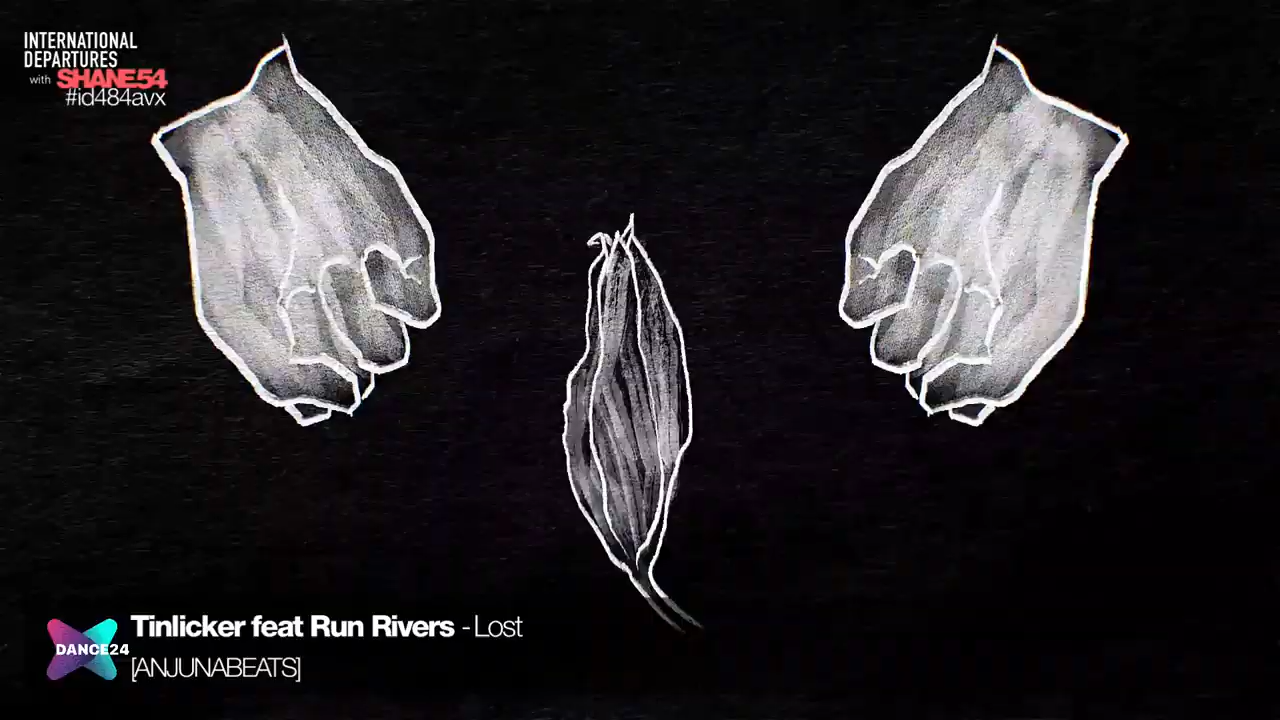 INTERNATIONAL
DEPARTURES
with SHANE54
#id484avx
Tinlicker feat Run Rivers - Lost
DANCE24
[ANJUNABEATS]